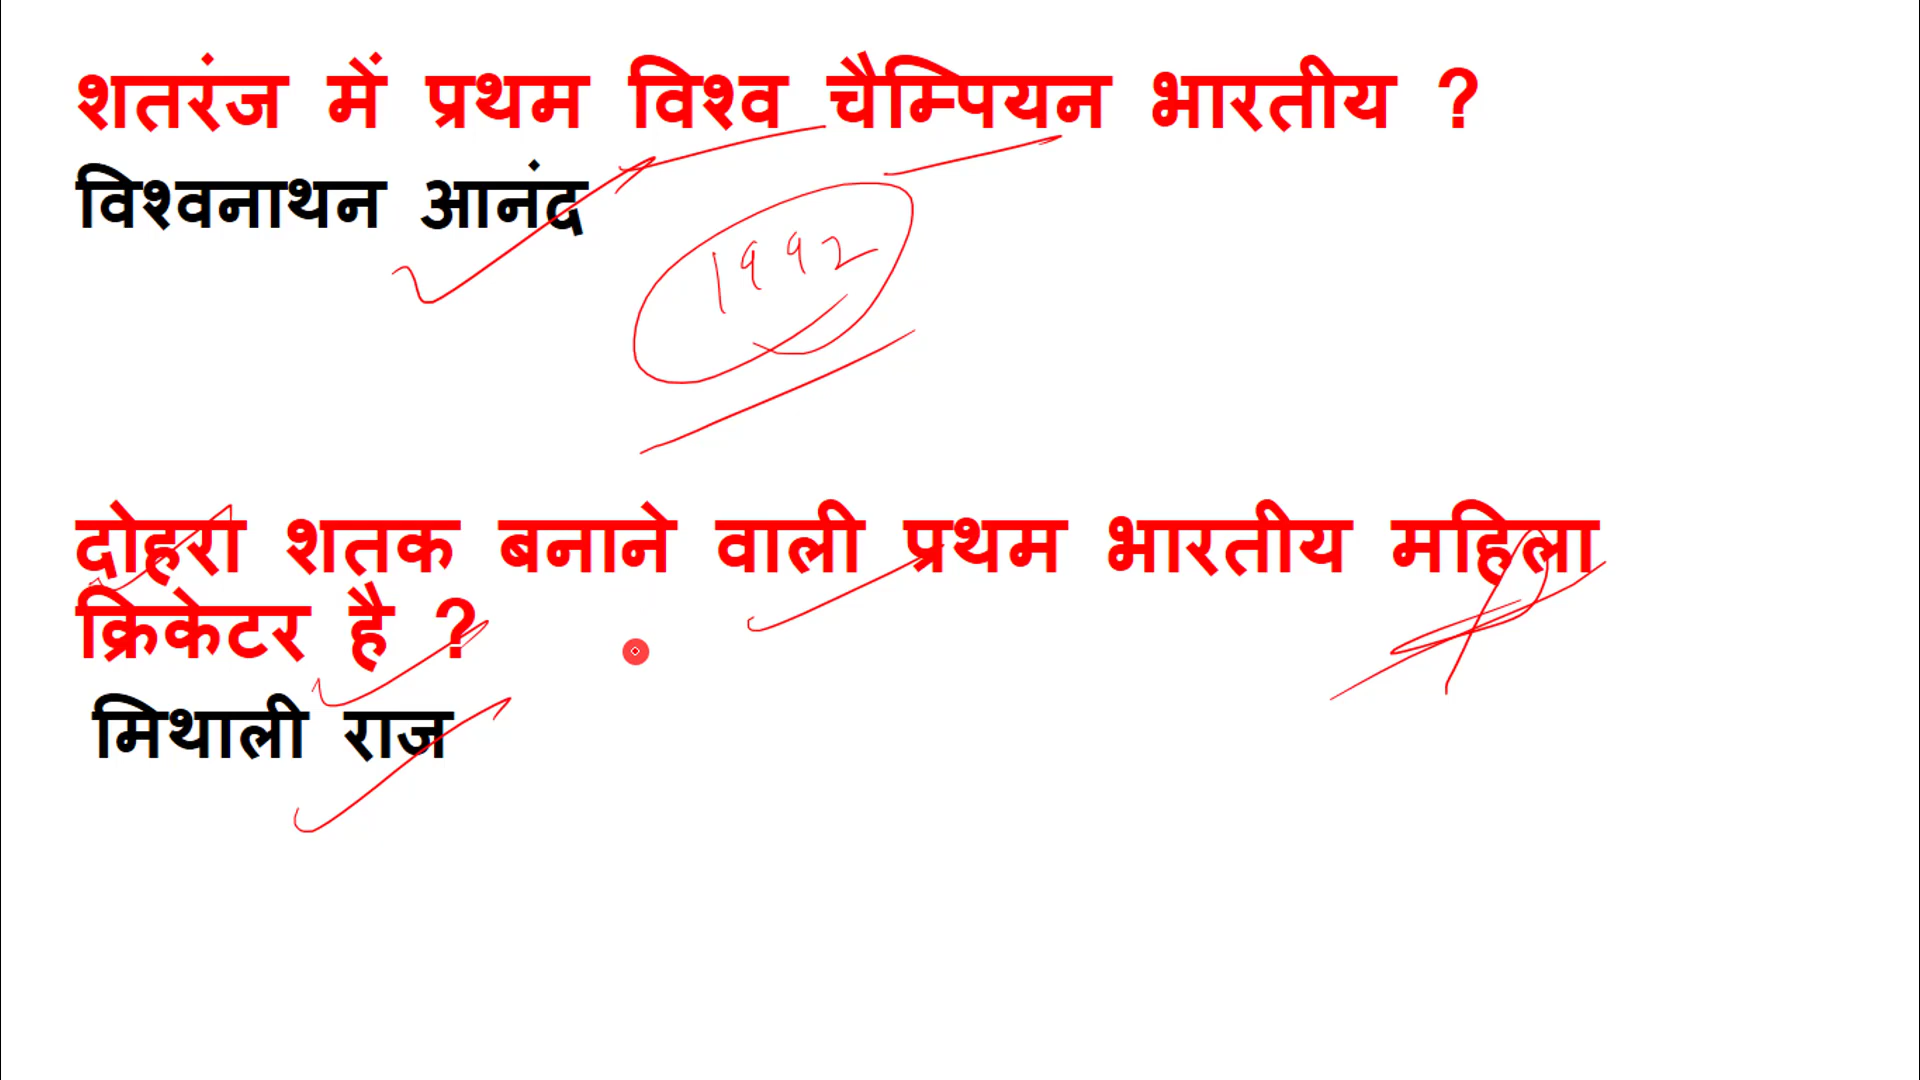 शतरंज में प्रथम विश्व चैम्पियन भारतीय ?
विश्वनाथन आनंद
1992
दोहरा शतक बनाने वाली प्रथम भारतीय महिला
क्रिकेटर है ?
मिथाली राज